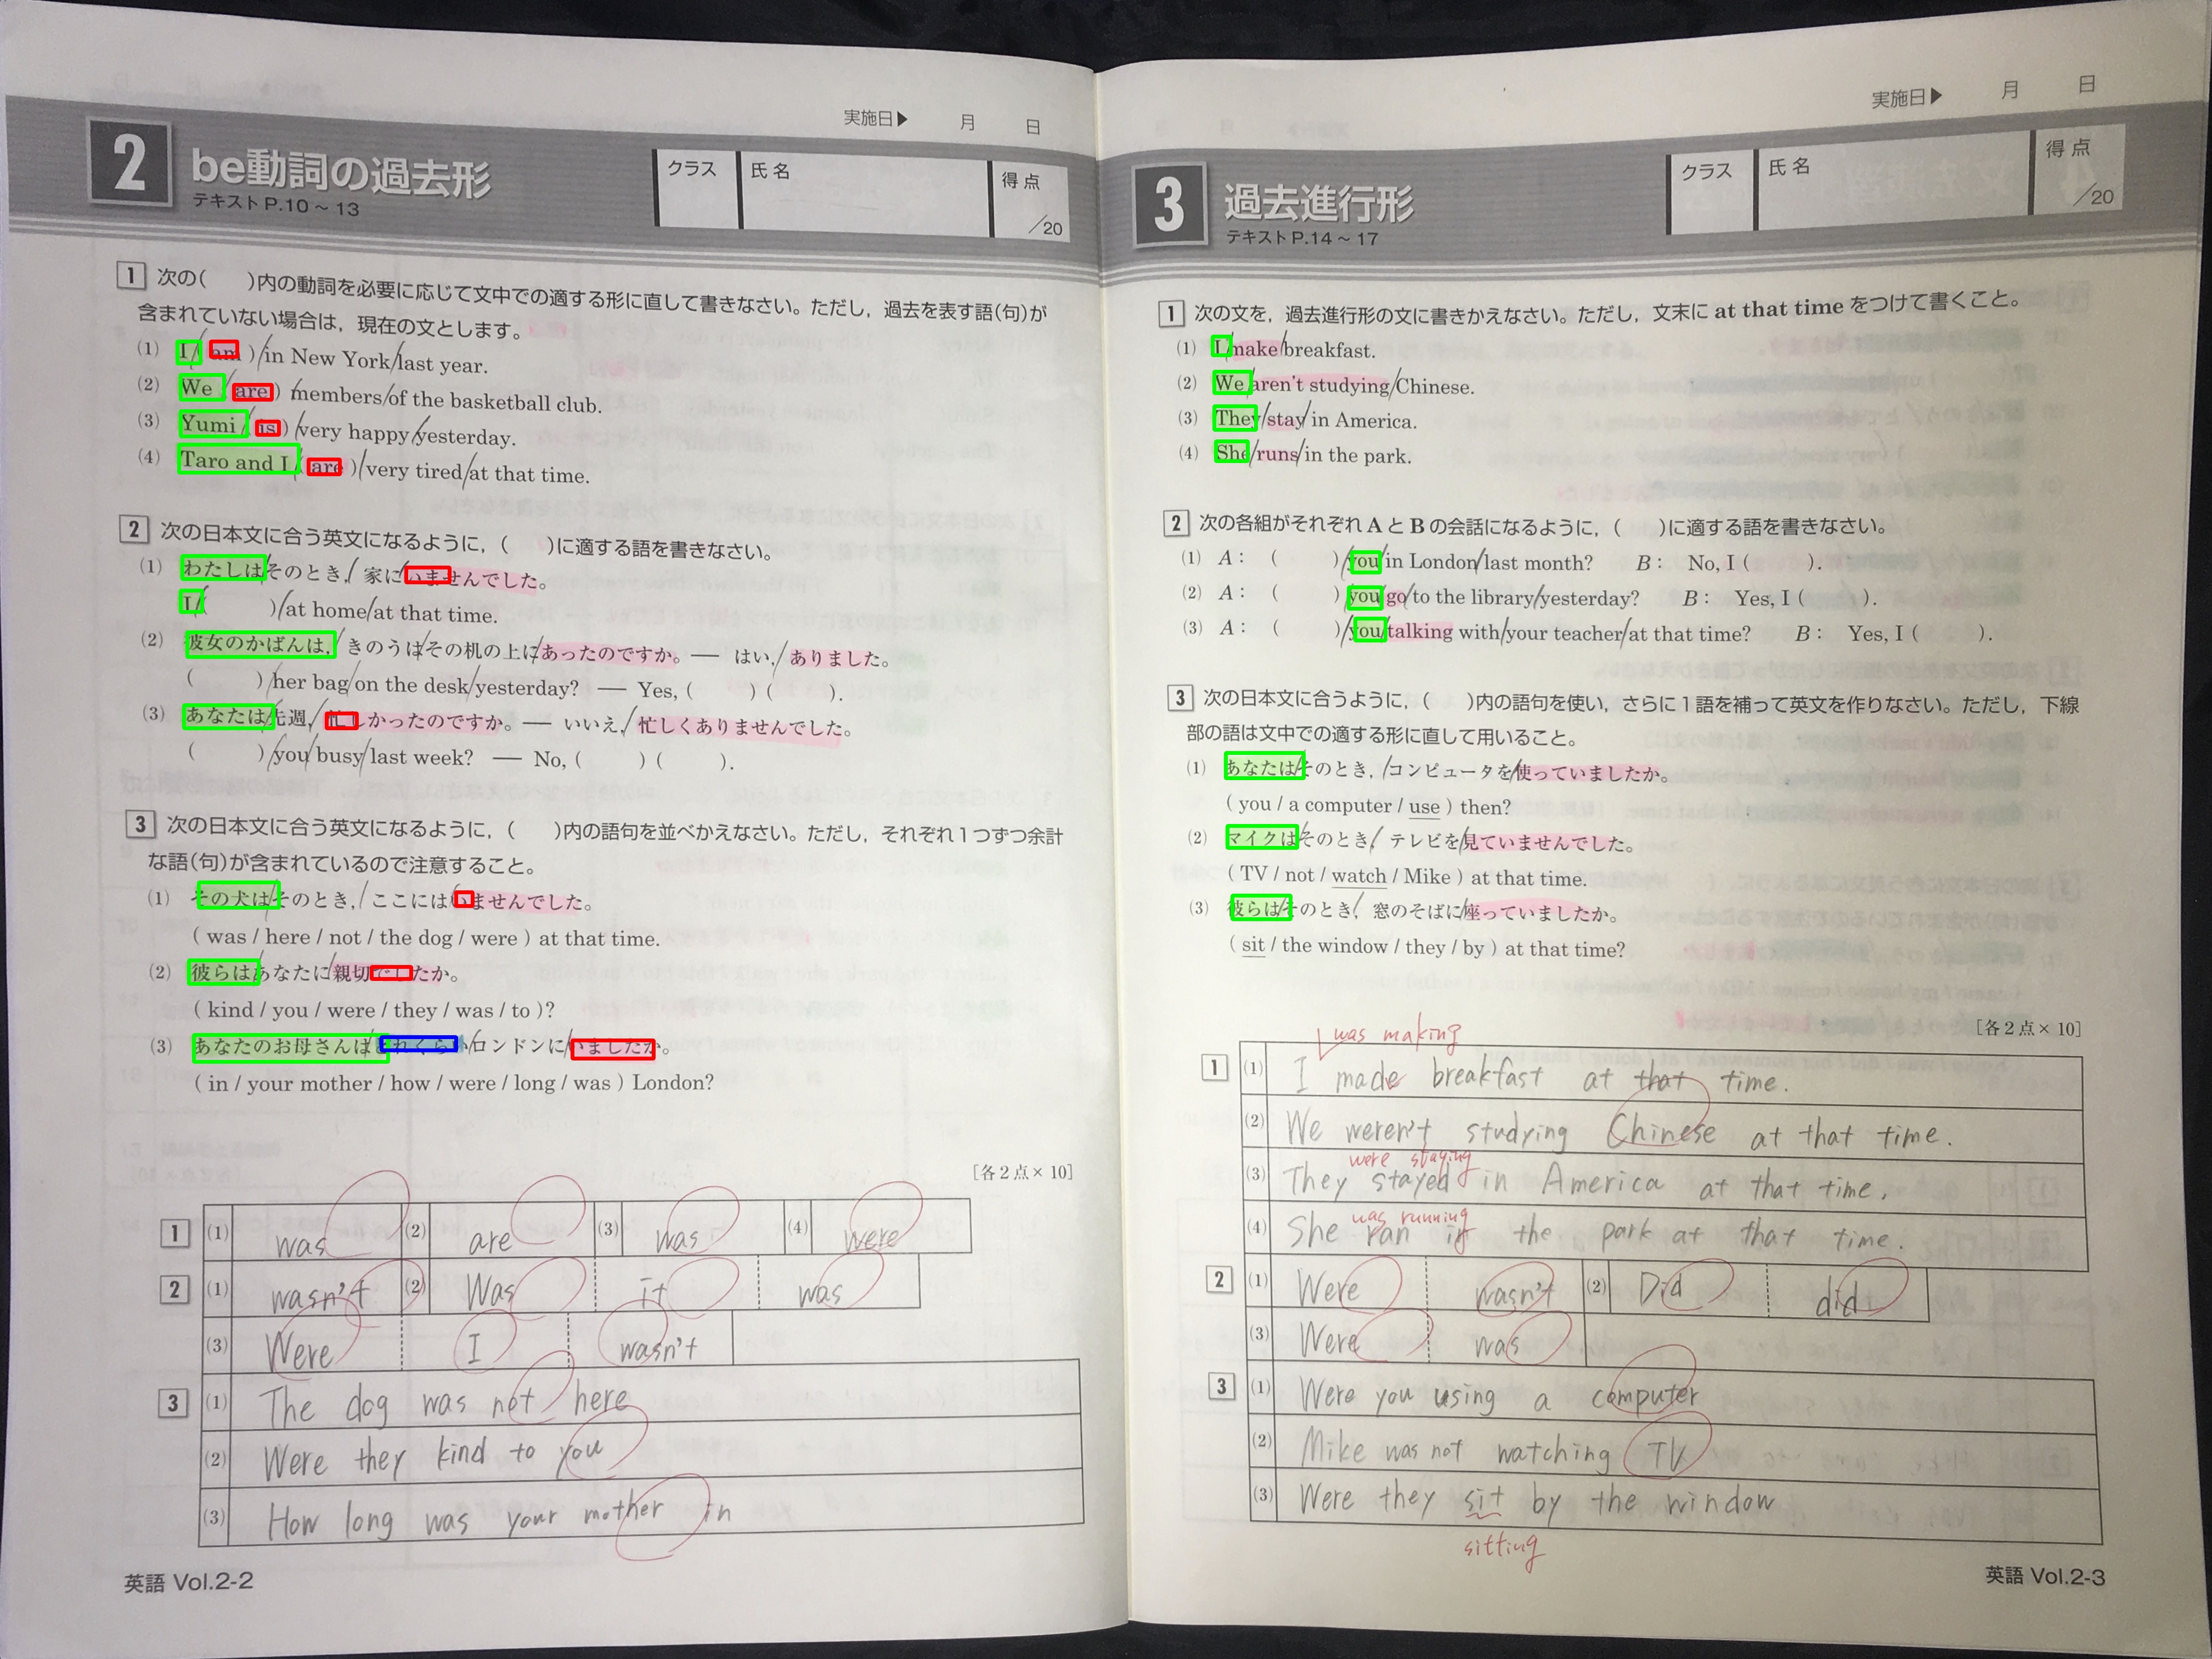 実施日▶ 月 日
2 be動詞の過去形
テキストP.10～13
クラス 氏名 得点 /20
1 次の( )内の動詞を必要に応じて文中での適する形に直して書きなさい。ただし，過去を表す語(句)が
含まれていない場合は，現在の文とします。
(1) I/( am )/in New York/last year.
(2) We/( are )/members/of the basketball club.
(3) Yumi/( is )/very happy/yesterday.
(4) Taro and I/( are )/very tired/at that time.
2 次の日本文に合う英文になるように，( )に適する語を書きなさい。
(1) わたしは/そのとき,/家に/いませんでした。
I/( )/at home/at that time.
(2) 彼女のかばんは,/きのうは/その机の上に/あったのですか。— はい,/ありました。
( )/her bag/on the desk/yesterday? — Yes, ( ) ( ).
(3) あなたは/先週,/忙しかったのですか。— いいえ,/忙しくありませんでした。
( )/you/busy/last week? — No, ( ) ( ).
3 次の日本文に合う英文になるように，( )内の語句を並べかえなさい。ただし，それぞれ1つずつ余計
な語(句)が含まれているので注意すること。
(1) その犬は/そのとき,/ここには/いませんでした。
( was / here / not / the dog / were ) at that time.
(2) 彼らは/あなたに/親切でしたか。
( kind / you / were / they / was / to )?
(3) あなたのお母さんは/どれくらい/ロンドンに/いましたか。
( in / your mother / how / were / long / was ) London?
[各2点×10]
1 (1) was (2) are (3) was (4) were
2 (1) wasn't (2) Was it was
(3) Were I wasn't
3 (1) The dog was not here
(2) Were they kind to you
(3) How long was your mother in
英語 Vol.2-2
実施日▶ 月 日
3 過去進行形
テキストP.14～17
クラス 氏名 得点 /20
1 次の文を，過去進行形の文に書きかえなさい。ただし，文末に at that time をつけて書くこと。
(1) I/make/breakfast.
(2) We/aren't studying/Chinese.
(3) They/stay/in America.
(4) She/runs/in the park.
2 次の各組がそれぞれ A と B の会話になるように，( )に適する語を書きなさい。
(1) A : ( )/you/in London/last month? B : No, I ( ).
(2) A : ( )/you/go/to the library/yesterday? B : Yes, I ( ).
(3) A : ( )/you/talking with/your teacher/at that time? B : Yes, I ( ).
3 次の日本文に合うように，( )内の語句を使い，さらに1語を補って英文を作りなさい。ただし，下線
部の語は文中での適する形に直して用いること。
(1) あなたは/そのとき,/コンピュータを/使っていましたか。
( you / a computer / use ) then?
(2) マイクは/そのとき/テレビを/見ていませんでした。
( TV / not / watch / Mike ) at that time.
(3) 彼らは/そのとき/窓のそばに/座っていましたか。
( sit / the window / they / by ) at that time?
[各2点×10]
was making
1 (1) I made breakfast at that time.
(2) We weren't studying Chinese at that time.
were staying
(3) They stayed in America at that time.
was running
(4) She ran in the park at that time.
2 (1) Were wasn't (2) Did did
(3) Were was
3 (1) Were you using a computer
(2) Mike was not watching TV
(3) Were they sit by the window
sitting
英語 Vol.2-3